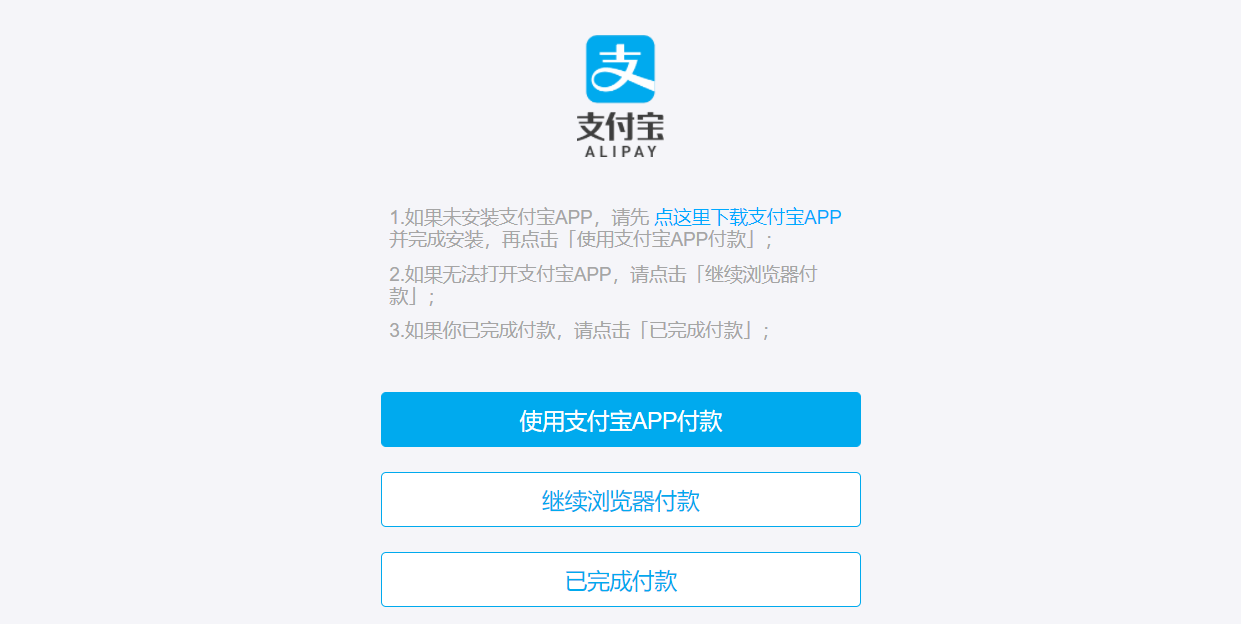 支
支付宝
ALIPAY
1.如果未安装支付宝APP，请先 点这里下载支付宝APP
并完成安装，再点击「使用支付宝APP付款」；
2.如果无法打开支付宝APP，请点击「继续浏览器付
款」；
3.如果你已完成付款，请点击「已完成付款」；
使用支付宝APP付款
继续浏览器付款
已完成付款